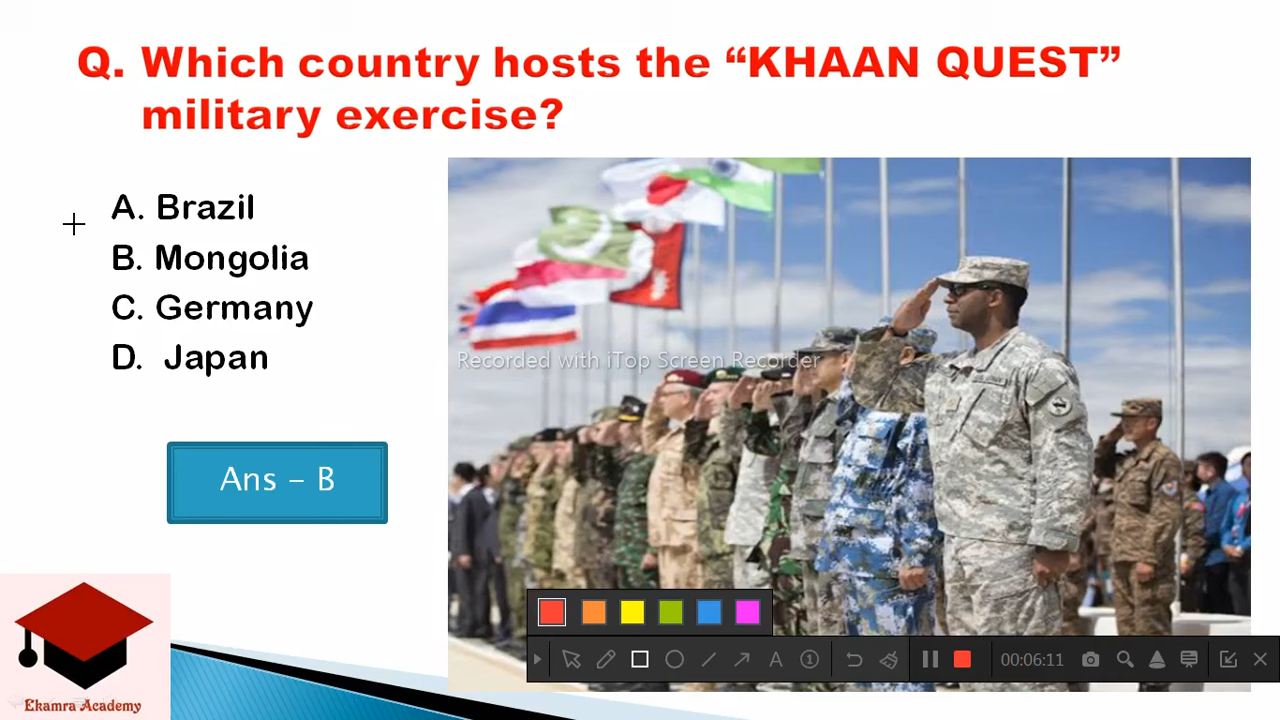 Q. Which country hosts the “KHAAN QUEST”
military exercise?
A. Brazil
B. Mongolia
C. Germany
D. Japan
Recorded with iTop Screen Recorder
Ans – B
A
1
00:06:11
Ekamra Academy